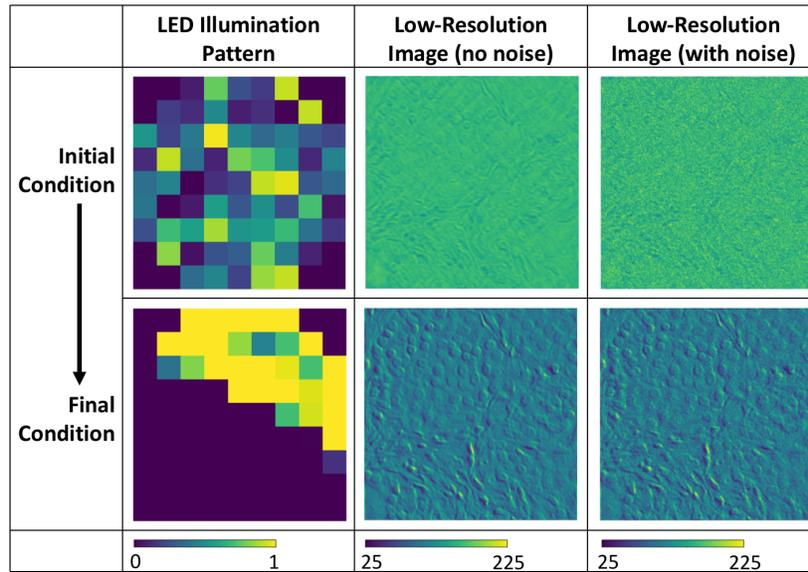 LED Illumination
Pattern
Low-Resolution
Image (no noise)
Low-Resolution
Image (with noise)
Initial
Condition
Final
Condition
0 1
25 225
25 225